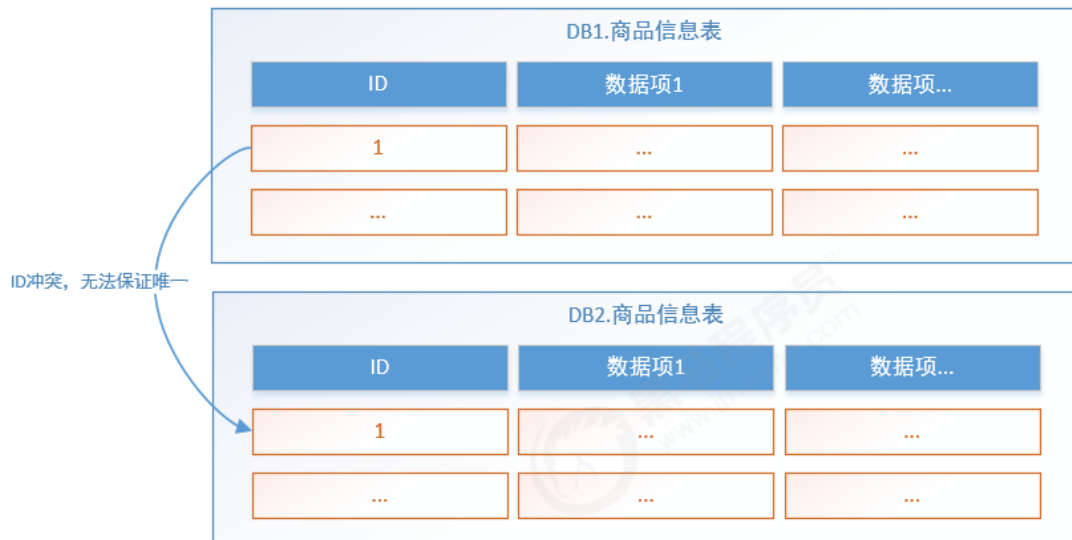 DB1.商品信息表
ID 数据项1 数据项...
1 ... ...
... ... ...
ID冲突，无法保证唯一
DB2.商品信息表
ID 数据项1 数据项...
1 ... ...
... ... ...